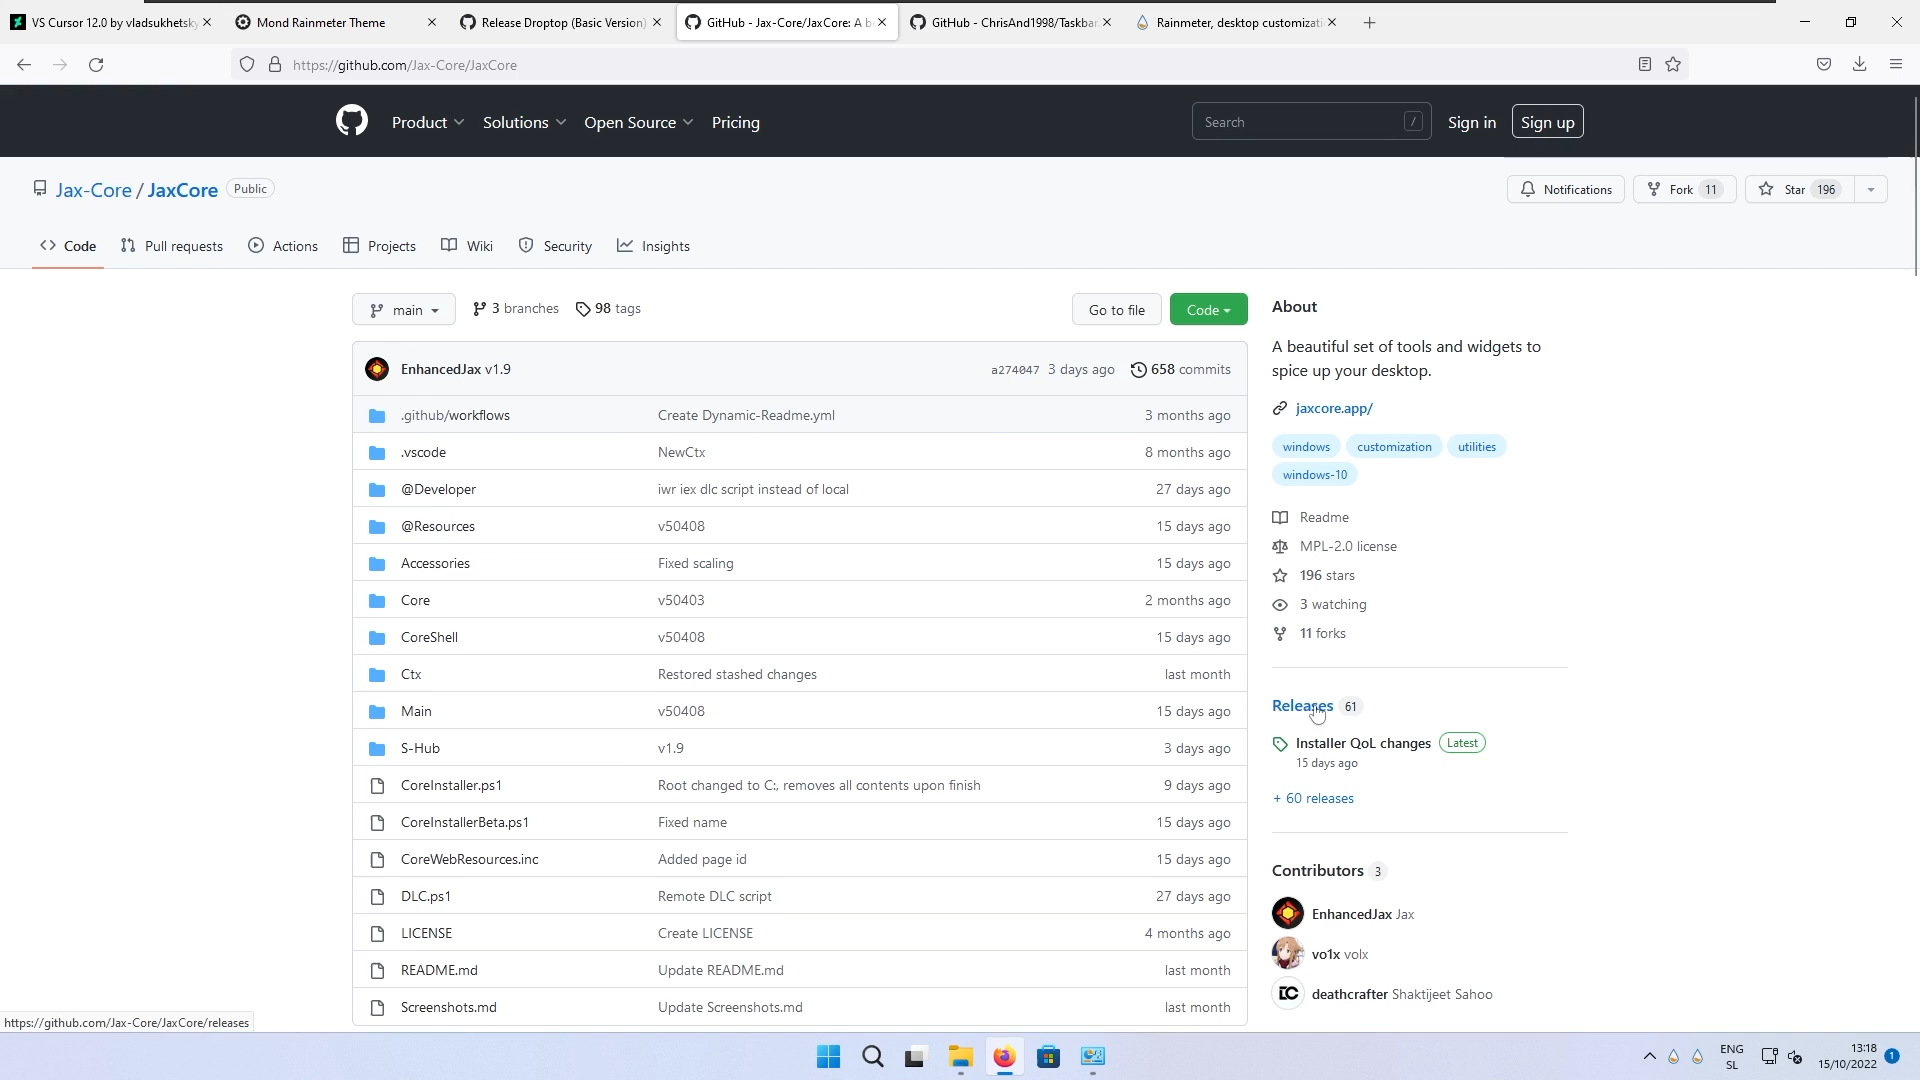 VS Cursor 12.0 by vladsukhetsky
Mond Rainmeter Theme
Release Droptop (Basic Version)
GitHub - Jax-Core/JaxCore: A b
GitHub - ChrisAnd1998/Taskbar
Rainmeter, desktop customizati
https://github.com/Jax-Core/JaxCore
Product
Solutions
Open Source
Pricing
Search /
Sign in
Sign up
Jax-Core / JaxCore Public
Notifications
Fork 11
Star 196
Code
Pull requests
Actions
Projects
Wiki
Security
Insights
main
3 branches
98 tags
Go to file
Code
EnhancedJax v1.9 a274047 3 days ago 658 commits
.github/workflows Create Dynamic-Readme.yml 3 months ago
.vscode NewCtx 8 months ago
@Developer iwr iex dlc script instead of local 27 days ago
@Resources v50408 15 days ago
Accessories Fixed scaling 15 days ago
Core v50403 2 months ago
CoreShell v50408 15 days ago
Ctx Restored stashed changes last month
Main v50408 15 days ago
S-Hub v1.9 3 days ago
CoreInstaller.ps1 Root changed to C:, removes all contents upon finish 9 days ago
CoreInstallerBeta.ps1 Fixed name 15 days ago
CoreWebResources.inc Added page id 15 days ago
DLC.ps1 Remote DLC script 27 days ago
LICENSE Create LICENSE 4 months ago
README.md Update README.md last month
Screenshots.md Update Screenshots.md last month
About
A beautiful set of tools and widgets to
spice up your desktop.
jaxcore.app/
windows customization utilities
windows-10
Readme
MPL-2.0 license
196 stars
3 watching
11 forks
Releases 61
Installer QoL changes Latest
15 days ago
+ 60 releases
Contributors 3
EnhancedJax Jax
vo1x volx
deathcrafter Shaktijeet Sahoo
https://github.com/Jax-Core/JaxCore/releases
ENG
SL
13:18
15/10/2022
1